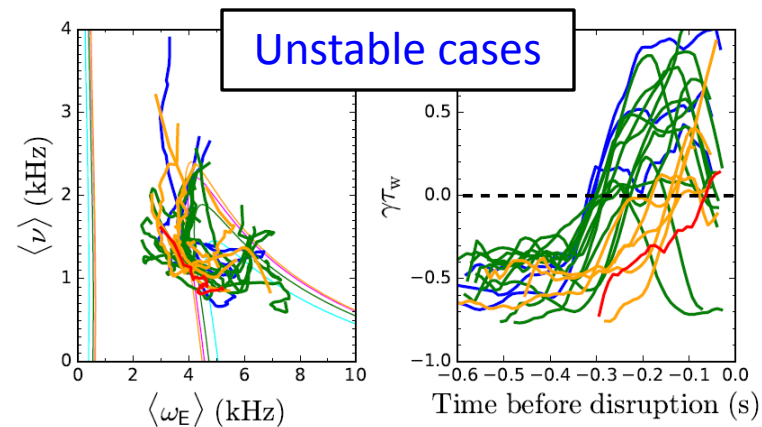 Unstable cases
4
3
2
1
0
⟨ν⟩ (kHz)
0 2 4 6 8 10
⟨ω_E⟩ (kHz)
0.5
0.0
−0.5
−1.0
γτ_w
−0.6 −0.5 −0.4 −0.3 −0.2 −0.1 0.0
Time before disruption (s)